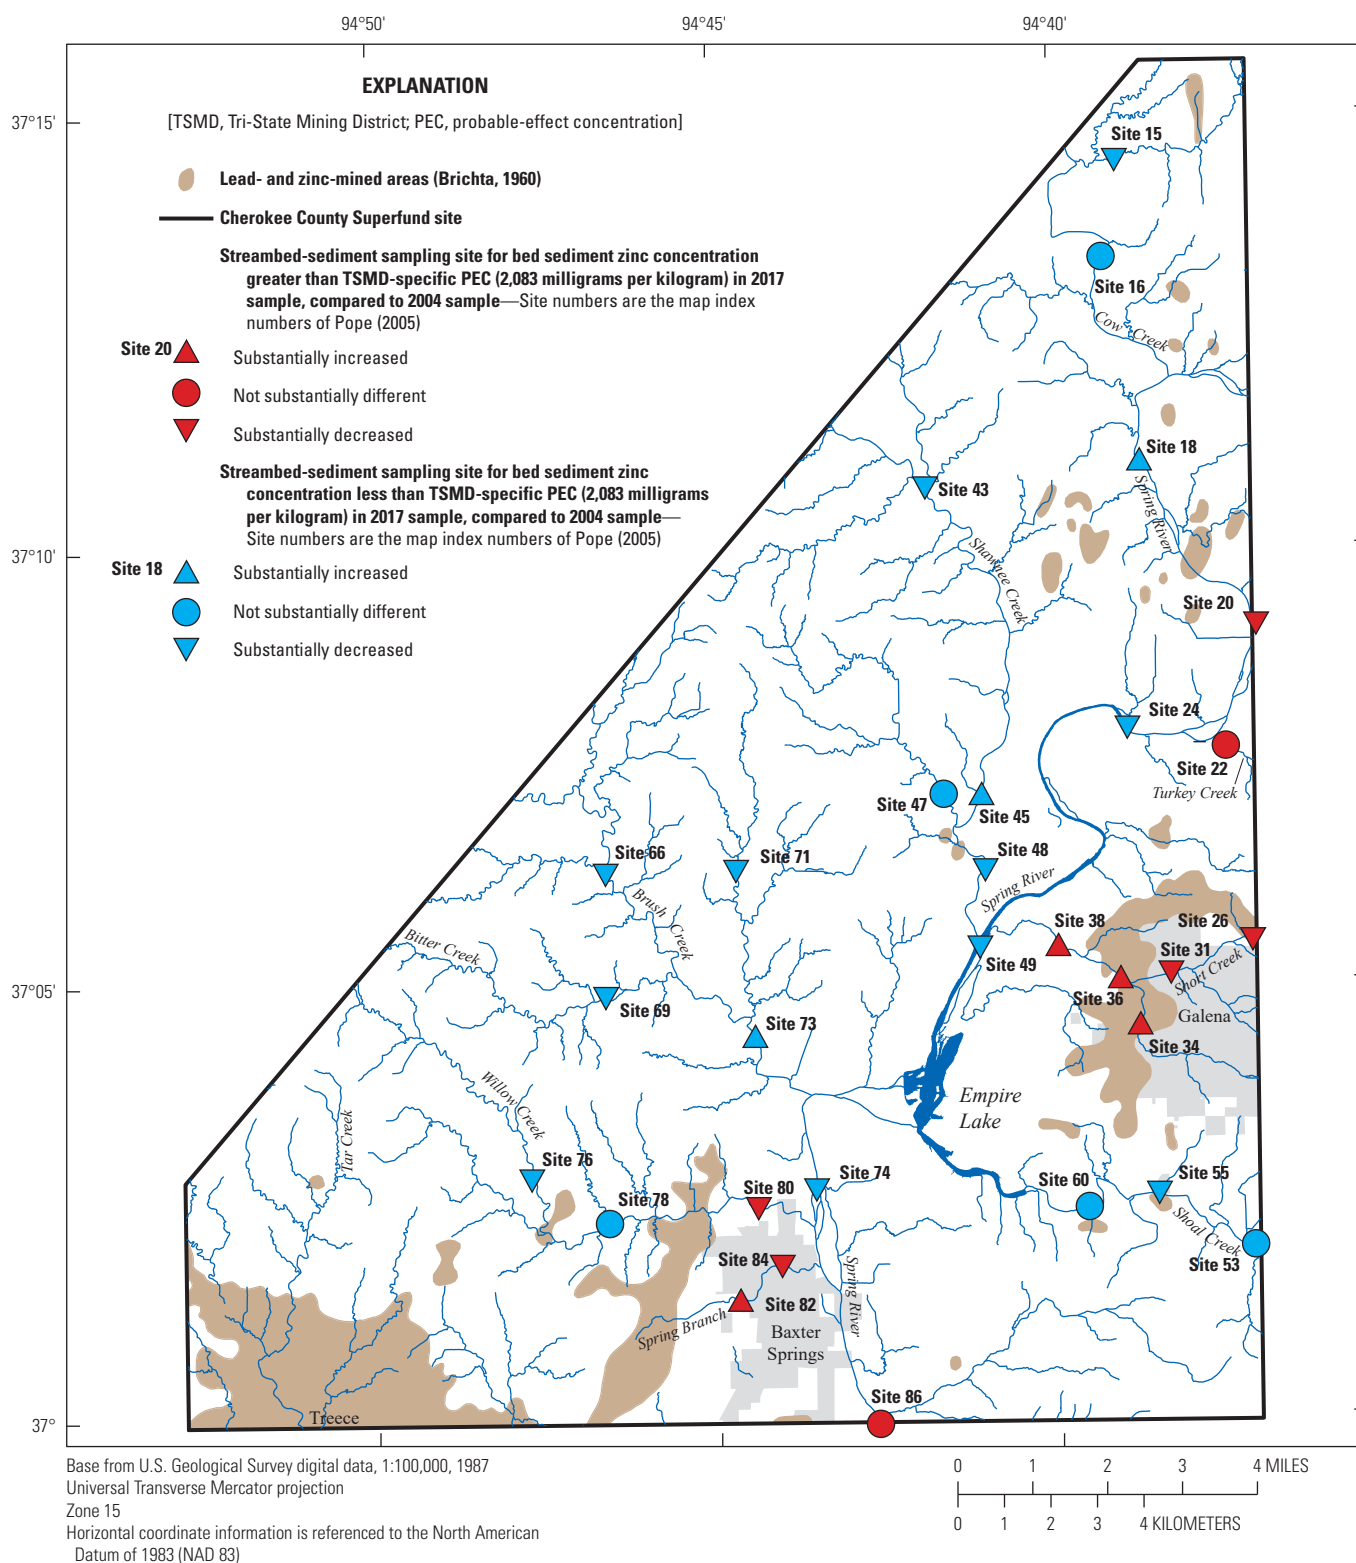 94°50'
94°45'
94°40'
EXPLANATION
[TSMD, Tri-State Mining District; PEC, probable-effect concentration]
Lead- and zinc-mined areas (Brichta, 1960)
Cherokee County Superfund site
Streambed-sediment sampling site for bed sediment zinc concentration
greater than TSMD-specific PEC (2,083 milligrams per kilogram) in 2017
sample, compared to 2004 sample—Site numbers are the map index
numbers of Pope (2005)
Site 20
Substantially increased
Not substantially different
Substantially decreased
Streambed-sediment sampling site for bed sediment zinc
concentration less than TSMD-specific PEC (2,083 milligrams
per kilogram) in 2017 sample, compared to 2004 sample—
Site numbers are the map index numbers of Pope (2005)
Site 18
Substantially increased
Not substantially different
Substantially decreased
37°15'
37°10'
37°05'
37°
Site 15
Site 16
Cow Creek
Site 18
Site 43
Spring River
Shawnee Creek
Site 20
Site 24
Site 22
Turkey Creek
Site 47
Site 45
Site 48
Site 66
Site 71
Spring River
Brush Creek
Site 38
Site 26
Bitter Creek
Site 31
Site 49
Short Creek
Site 36
Site 69
Galena
Site 73
Site 34
Willow Creek
Empire
Lake
Tar Creek
Site 76
Site 74
Site 55
Site 80
Site 60
Site 78
Shoal Creek
Site 84
Site 53
Spring River
Site 82
Spring Branch
Baxter
Springs
Site 86
Treece
Base from U.S. Geological Survey digital data, 1:100,000, 1987
Universal Transverse Mercator projection
Zone 15
Horizontal coordinate information is referenced to the North American
Datum of 1983 (NAD 83)
0 1 2 3 4 MILES
0 1 2 3 4 KILOMETERS